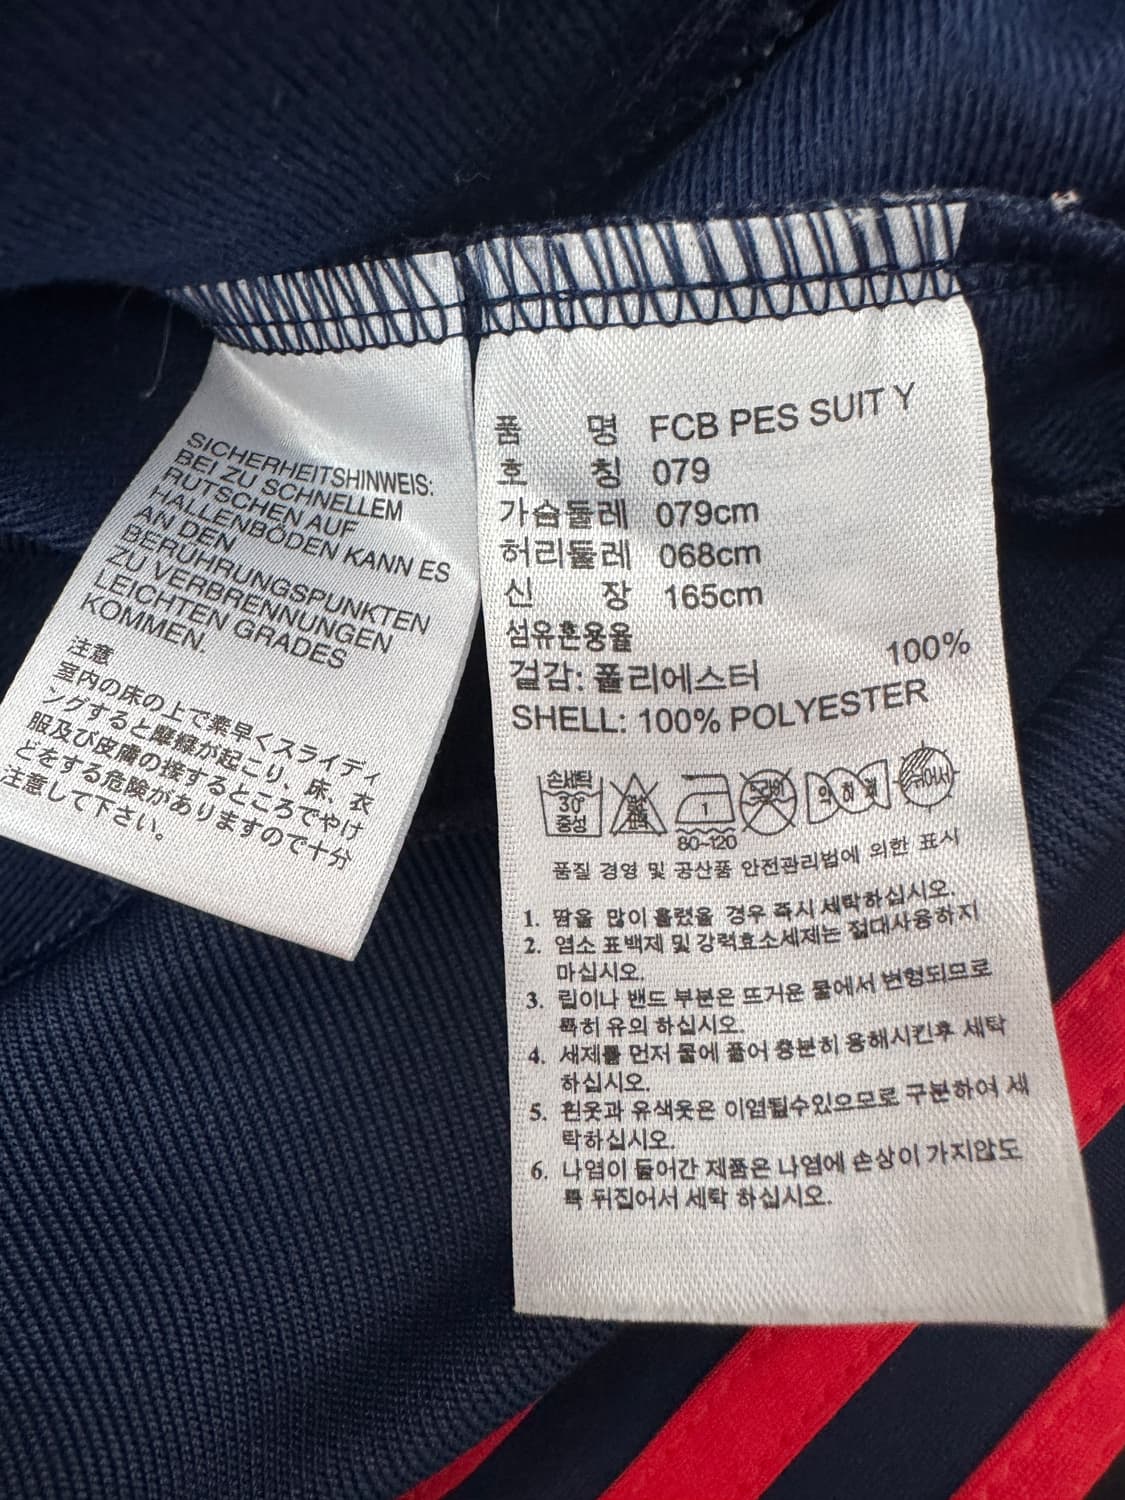 SICHERHEITSHINWEIS:
BEI ZU SCHNELLEM
RUTSCHEN AUF
HALLENBÖDEN KANN ES
AN DEN
BERÜHRUNGSPUNKTEN
ZU VERBRENNUNGEN
LEICHTEN GRADES
KOMMEN.
注意
室内の床の上で素早くスライディ
ングすると摩擦が起こり、床、衣
服及び皮膚の接するところでやけ
どをする危険がありますので十分
注意して下さい。
품 명 FCB PES SUIT Y
호 칭 079
가슴둘레 079cm
허리둘레 068cm
신 장 165cm
섬유혼용율
겉감: 폴리에스터 100%
SHELL: 100% POLYESTER
손세탁
30°
중성
1
80~120
약하게
품질 경영 및 공산품 안전관리법에 의한 표시
1. 땀을 많이 흘렸을 경우 즉시 세탁하십시오.
2. 염소 표백제 및 강력효소세제는 절대사용하지
마십시오.
3. 립이나 밴드 부분은 뜨거운 물에서 변형되므로
특히 유의 하십시오.
4. 세제를 먼저 물에 풀어 충분히 용해시킨후 세탁
하십시오.
5. 흰옷과 유색옷은 이염될수있으므로 구분하여 세
탁하십시오.
6. 나염이 들어간 제품은 나염에 손상이 가지않도
록 뒤집어서 세탁 하십시오.